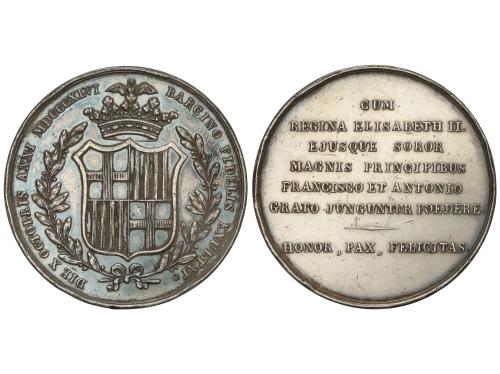 DIE X OCTOBRIS ANNI MDCCCXLVI BARCINO FIDELIS EXULTAT
CUM
REGINA ELISABETH II.
EJUSQUE SOROR
MAGNIS PRINCIPIBUS
FRANCISCO ET ANTONIO
GRATO JUNGUNTUR FOEDERE.
HONOR, PAX, FELICITAS.